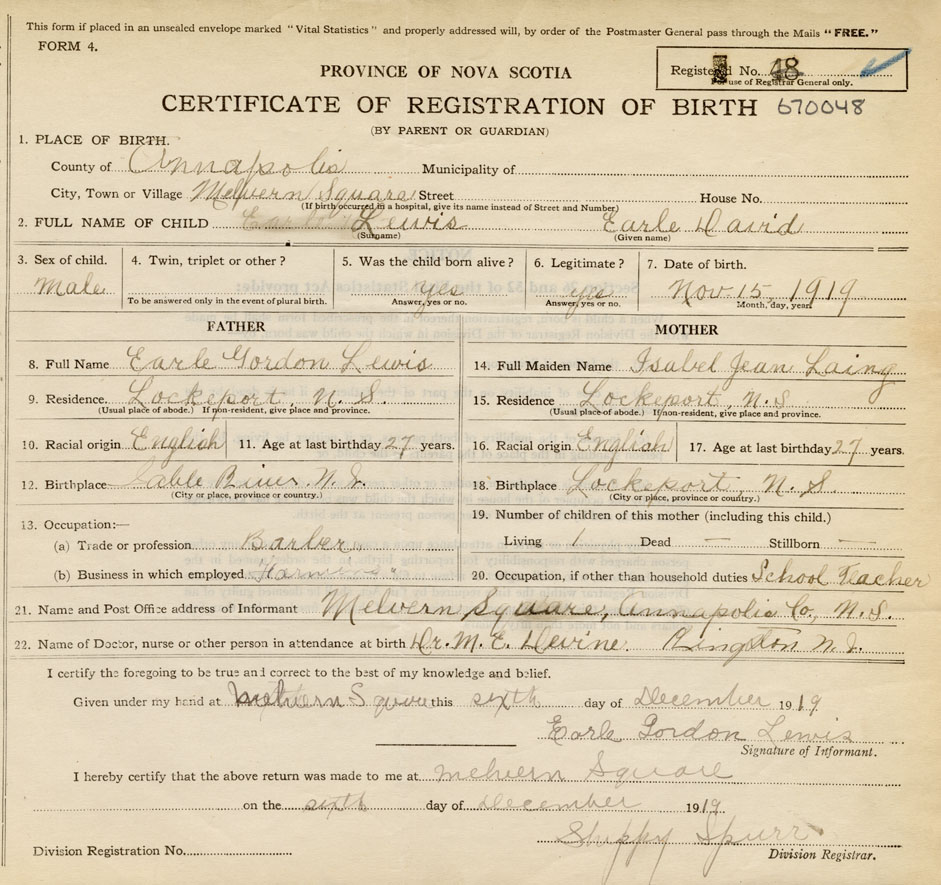 This form if placed in an unsealed envelope marked "Vital Statistics" and properly addressed will, by order of the Postmaster General pass through the Mails "FREE."
FORM 4.
PROVINCE OF NOVA SCOTIA
Registered No. 48
For use of Registrar General only.
CERTIFICATE OF REGISTRATION OF BIRTH 670048
(BY PARENT OR GUARDIAN)
1. PLACE OF BIRTH.
County of Annapolis Municipality of
City, Town or Village Melvern Square Street House No.
(If birth occurred in a hospital, give its name instead of Street and Number)
2. FULL NAME OF CHILD Lewis Earle David
(Surname) (Given name)
3. Sex of child. 4. Twin, triplet or other? 5. Was the child born alive? 6. Legitimate? 7. Date of birth.
Male yes yes Nov 15, 1919
To be answered only in the event of plural birth. Answer, yes or no. Answer, yes or no. Month, day, year
FATHER MOTHER
8. Full Name Earle Gordon Lewis 14. Full Maiden Name Isabel Jean Laing
9. Residence. Lockeport, N. S. 15. Residence Lockeport, N. S
(Usual place of abode.) If non-resident, give place and province. (Usual place of abode.) If non-resident, give place and province.
10. Racial origin English 11. Age at last birthday 27 years. 16. Racial origin English 17. Age at last birthday 27 years.
12. Birthplace Sable River N. S. 18. Birthplace Lockeport, N. S
(City or place, province or country.) (City or place, province or country.)
13. Occupation:— 19. Number of children of this mother (including this child.)
(a) Trade or profession Barber Living 1 Dead — Stillborn —
(b) Business in which employed 20. Occupation, if other than household duties School Teacher
21. Name and Post Office address of Informant Melvern Square, Annapolis Co., N. S.
22. Name of Doctor, nurse or other person in attendance at birth Dr. M. E. Devine. Kingston N. S.
I certify the foregoing to be true and correct to the best of my knowledge and belief.
Given under my hand at Melvern Square this sixth day of December 1919
Earle Gordon Lewis
Signature of Informant.
I hereby certify that the above return was made to me at Melvern Square
on the sixth day of December 1919
Spurr
Division Registration No. Division Registrar.